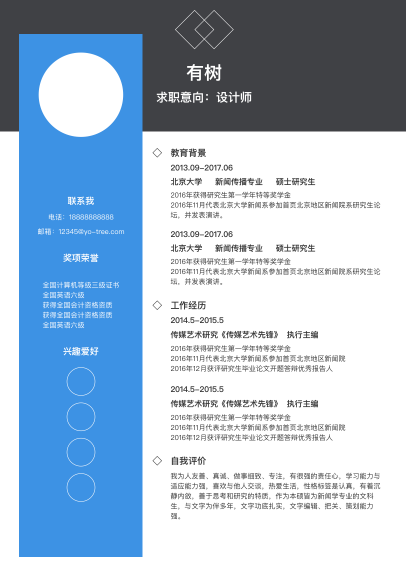 有树
求职意向：设计师
联系我
电话：18888888888
邮箱：12345@yo-tree.com
奖项荣誉
全国计算机等级三级证书
全国英语六级
获得全国会计资格资质
获得全国会计资格资质
全国英语六级
兴趣爱好
教育背景
2013.09-2017.06
北京大学 新闻传播专业 硕士研究生
2016年获得研究生第一学年特等奖学金
2016年11月代表北京大学新闻系参加首页北京地区新闻院系研究生论
坛，并发表演讲。
2013.09-2017.06
北京大学 新闻传播专业 硕士研究生
2016年获得研究生第一学年特等奖学金
2016年11月代表北京大学新闻系参加首页北京地区新闻院系研究生论
坛，并发表演讲。
工作经历
2014.5-2015.5
传媒艺术研究《传媒艺术先锋》 执行主编
2016年获得研究生第一学年特等奖学金
2016年11月代表北京大学新闻系参加首页北京地区新闻院
2016年12月获评研究生毕业论文开题答辩优秀报告人
2014.5-2015.5
传媒艺术研究《传媒艺术先锋》 执行主编
2016年获得研究生第一学年特等奖学金
2016年11月代表北京大学新闻系参加首页北京地区新闻院
2016年12月获评研究生毕业论文开题答辩优秀报告人
自我评价
我为人友善、真诚、做事细致、专注，有很强的责任心，学习能力与
适应能力强，喜欢与他人交谈，热爱生活，性格标签是认真，有着沉
静内敛，善于思考和研究的特质，作为本硕皆为新闻学专业的文科
生，与文字为伴多年，文字功底扎实，文字编辑、把关、策划能力
强。